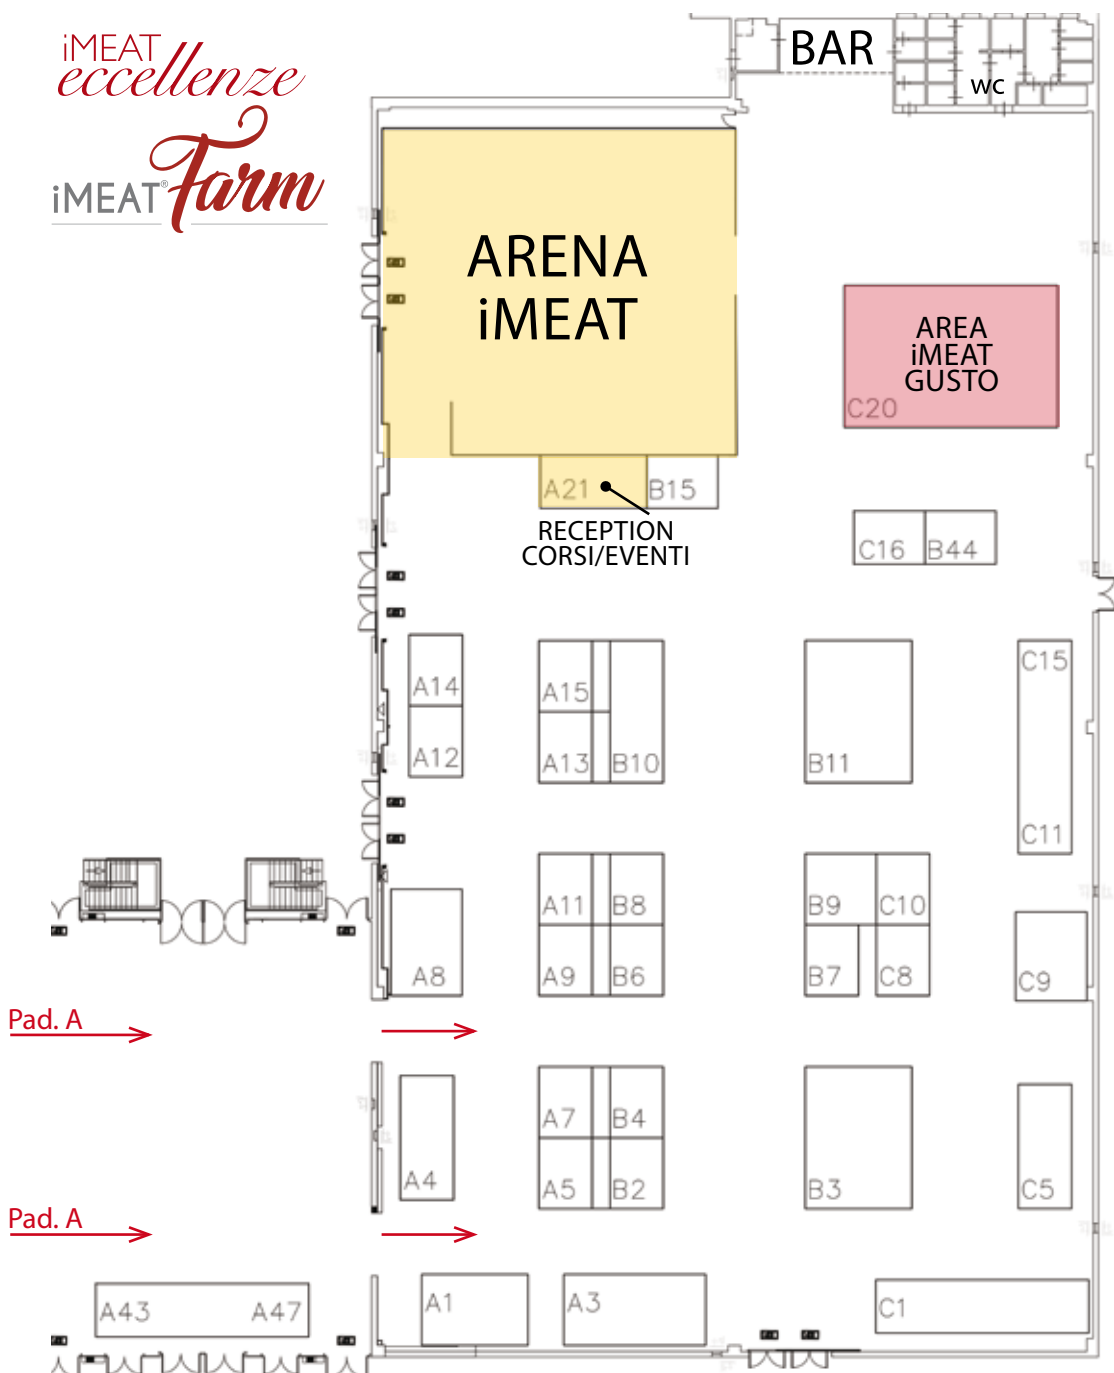 iMEAT
eccellenze
iMEAT® Farm
BAR
WC
ARENA
iMEAT
AREA
iMEAT
GUSTO
C20
A21
B15
RECEPTION
CORSI/EVENTI
C16
B44
A14
A15
C15
A12
A13
B10
B11
C11
A11
B8
B9
C10
A8
A9
B6
B7
C8
C9
Pad. A
A7
B4
A4
A5
B2
B3
C5
Pad. A
A43
A47
A1
A3
C1